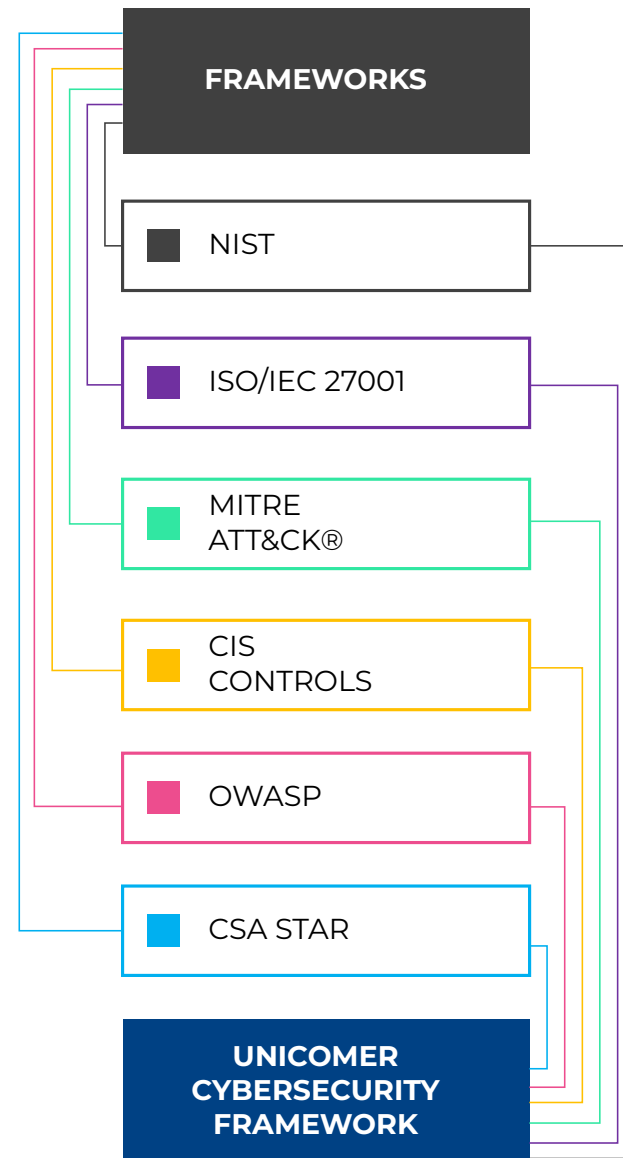 FRAMEWORKS
NIST
ISO/IEC 27001
MITRE
ATT&CK®
CIS
CONTROLS
OWASP
CSA STAR
UNICOMER
CYBERSECURITY
FRAMEWORK